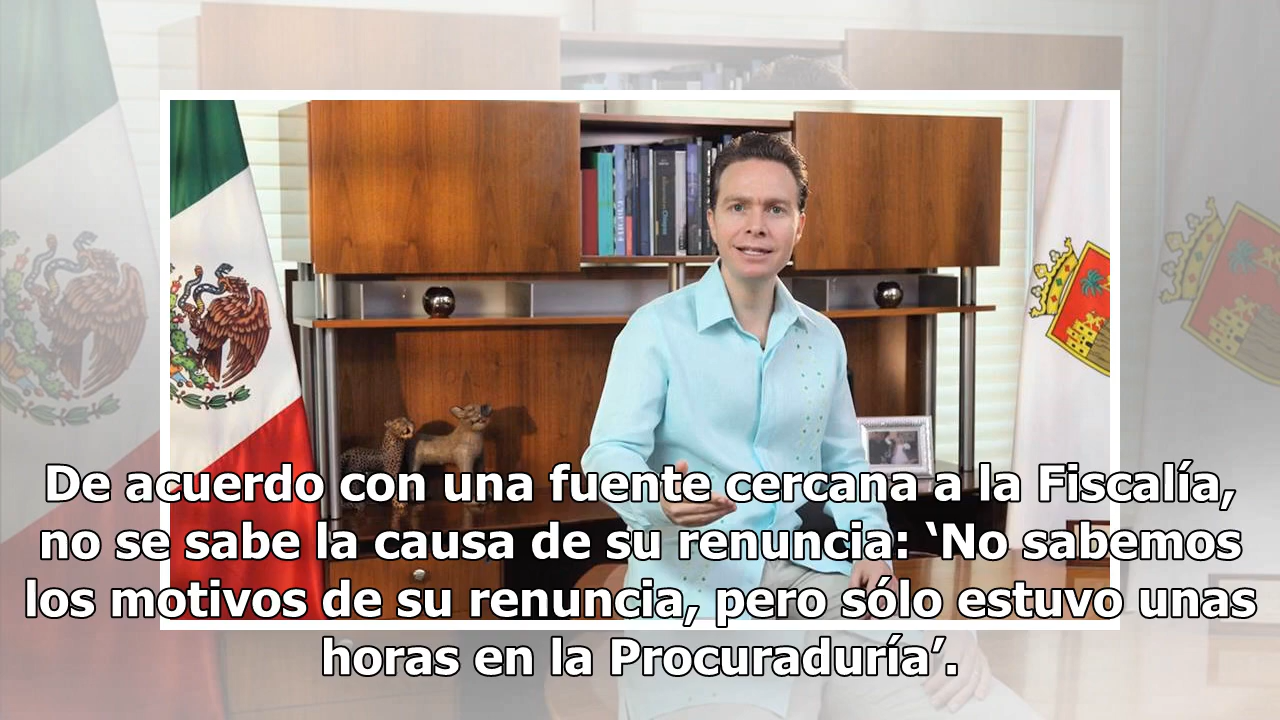 De acuerdo con una fuente cercana a la Fiscalía,
no se sabe la causa de su renuncia: ‘No sabemos
los motivos de su renuncia, pero sólo estuvo unas
horas en la Procuraduría’.